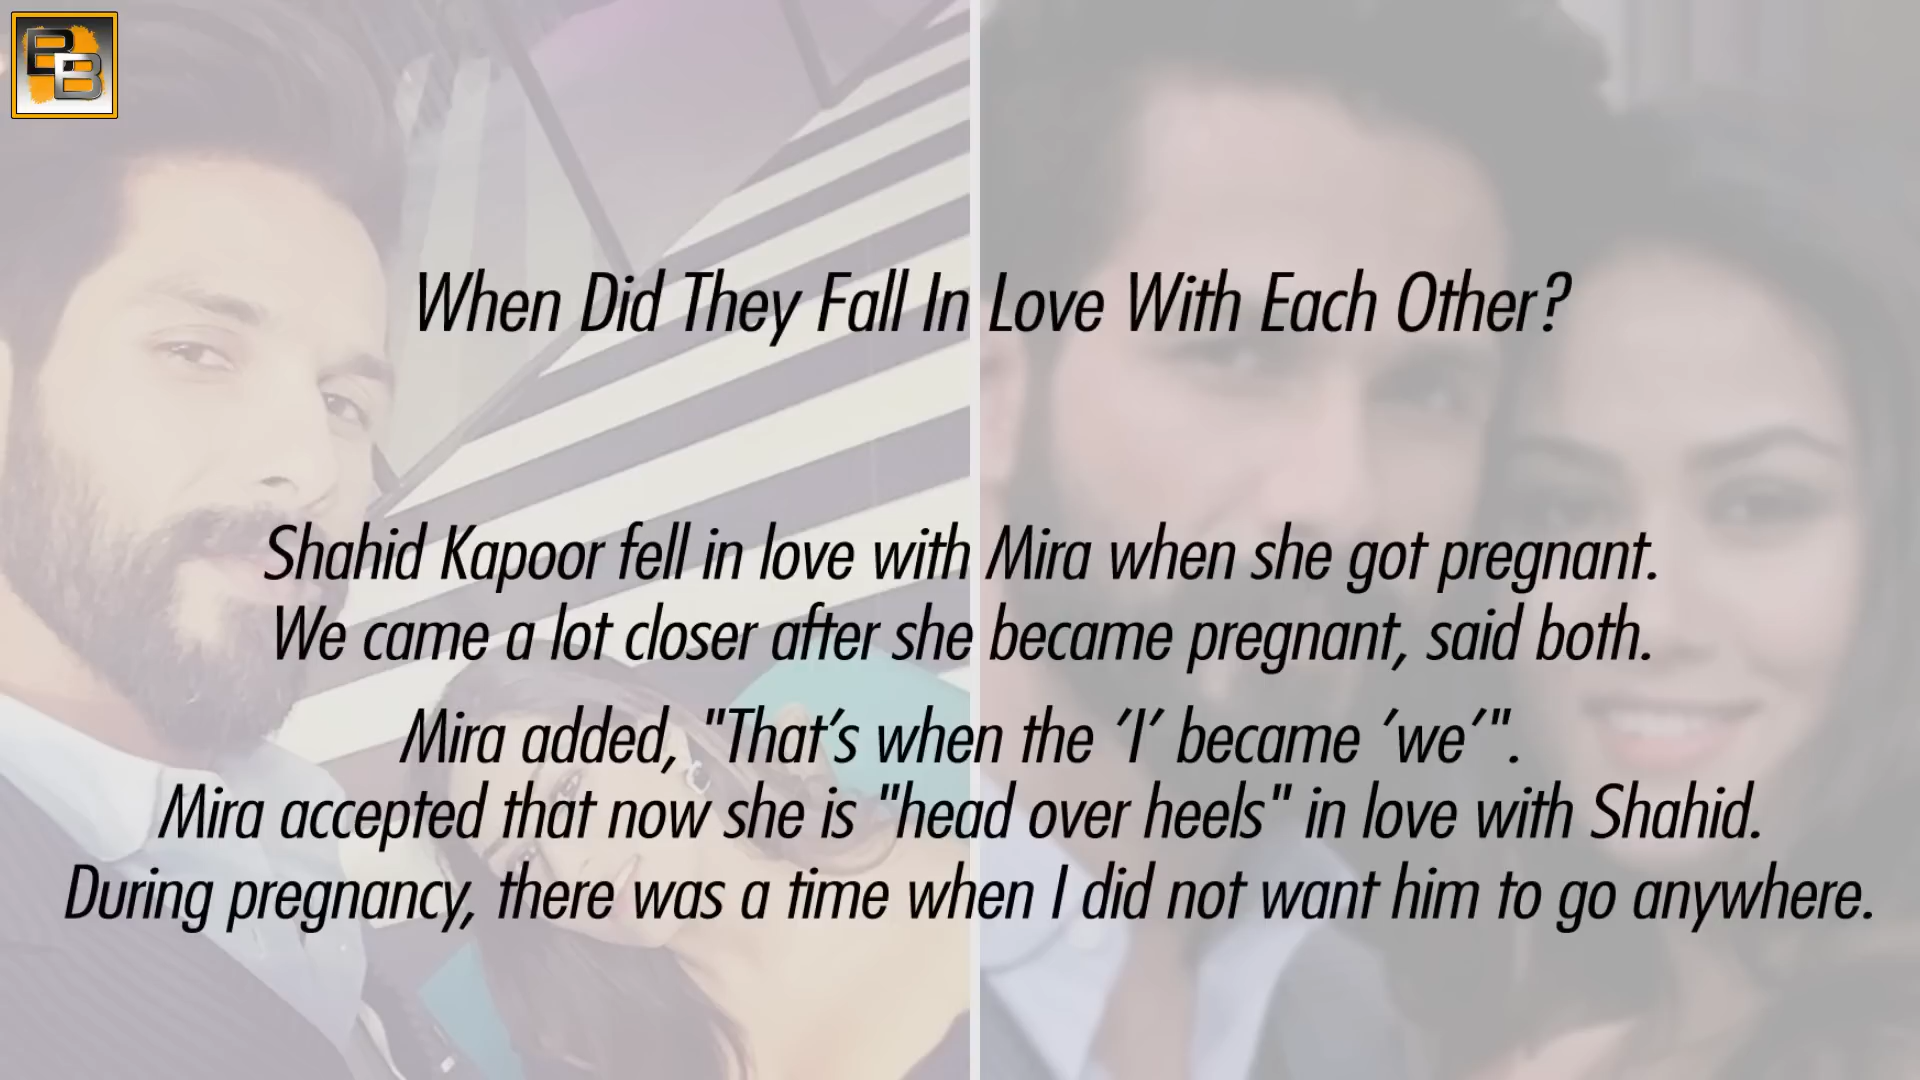 BB
When Did They Fall In Love With Each Other?
Shahid Kapoor fell in love with Mira when she got pregnant.
We came a lot closer after she became pregnant, said both.
Mira added, "That's when the 'I' became 'we'".
Mira accepted that now she is "head over heels" in love with Shahid.
During pregnancy, there was a time when I did not want him to go anywhere.